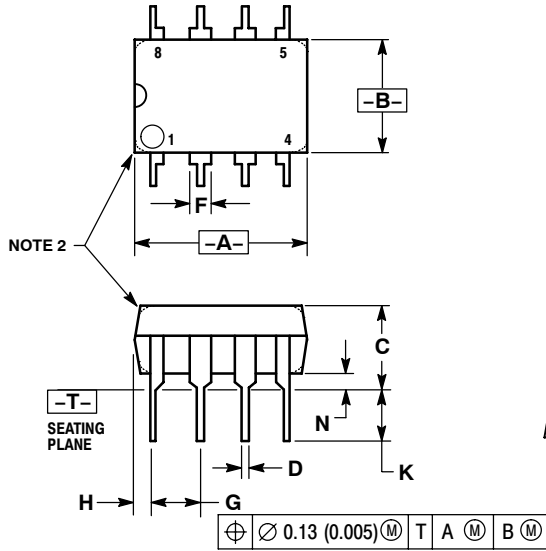 8 5
-B-
1 4
F
-A-
NOTE 2
C
-T-
N
SEATING
PLANE
D
K
H G
⌖ ∅ 0.13 (0.005) Ⓜ T A Ⓜ B Ⓜ